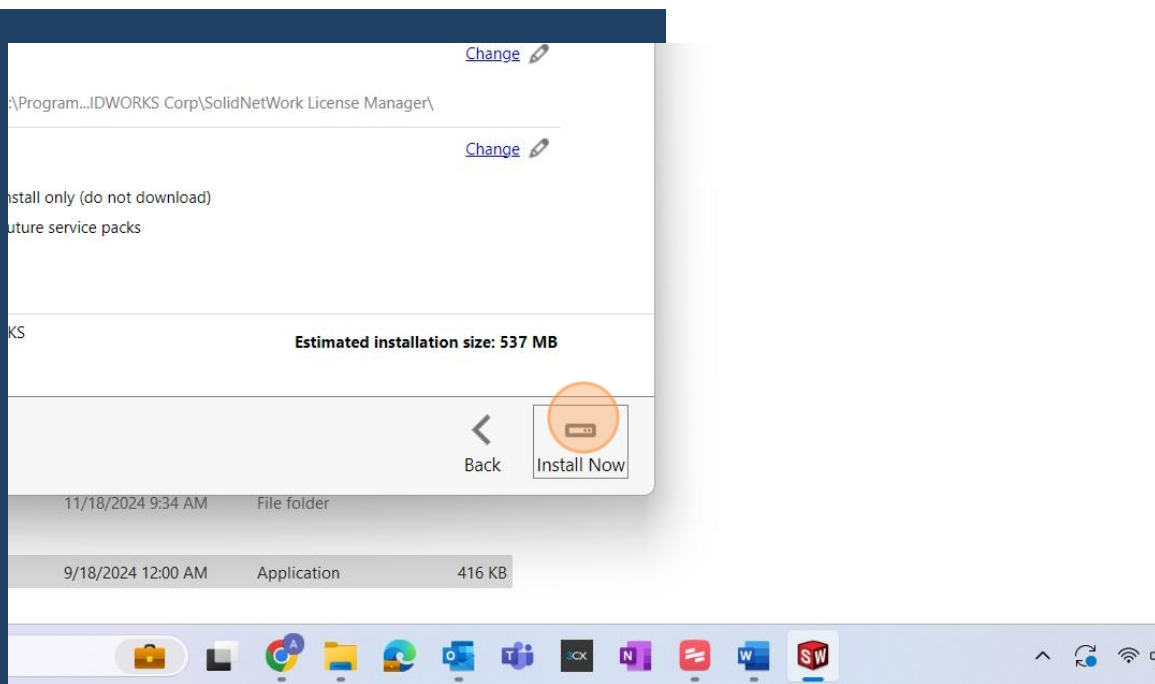 Change
:\Program...IDWORKS Corp\SolidNetWork License Manager\
Change
nstall only (do not download)
uture service packs
KS
Estimated installation size: 537 MB
Back
Install Now
11/18/2024 9:34 AM File folder
9/18/2024 12:00 AM Application 416 KB
A
3CX
N
W
SW